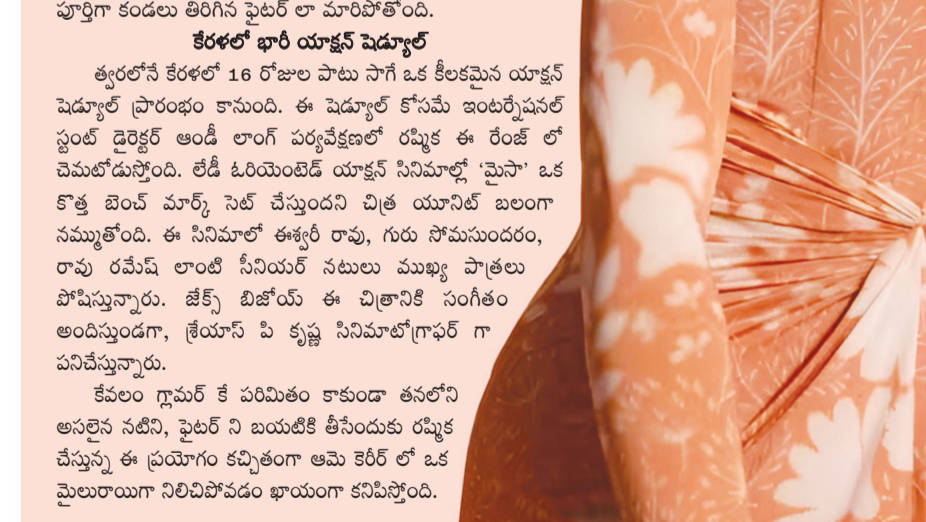 పూర్తిగా కండలు తిరిగిన ఫైటర్ లా మారిపోతోంది.
కేరళలో భారీ యాక్షన్ షెడ్యూల్
త్వరలోనే కేరళలో 16 రోజుల పాటు సాగే ఒక కీలకమైన యాక్షన్
షెడ్యూల్ ప్రారంభం కానుంది. ఈ షెడ్యూల్ కోసమే ఇంటర్నేషనల్
స్టంట్ డైరెక్టర్ ఆండీ లాంగ్ పర్యవేక్షణలో రష్మిక ఈ రేంజ్ లో
చెమటోడుస్తోంది. లేడీ ఓరియెంటెడ్ యాక్షన్ సినిమాల్లో ‘మైసా’ ఒక
కొత్త బెంచ్ మార్క్ సెట్ చేస్తుందని చిత్ర యూనిట్ బలంగా
నమ్ముతోంది. ఈ సినిమాలో ఈశ్వరీ రావు, గురు సోమసుందరం,
రావు రమేష్ లాంటి సీనియర్ నటులు ముఖ్య పాత్రలు
పోషిస్తున్నారు. జేక్స్ బిజోయ్ ఈ చిత్రానికి సంగీతం
అందిస్తుండగా, శ్రేయాస్ పి కృష్ణ సినిమాటోగ్రాఫర్ గా
పనిచేస్తున్నారు.
కేవలం గ్లామర్ కే పరిమితం కాకుండా తనలోని
అసలైన నటిని, ఫైటర్ ని బయటికి తీసేందుకు రష్మిక
చేస్తున్న ఈ ప్రయోగం కచ్చితంగా ఆమె కెరీర్ లో ఒక
మైలురాయిగా నిలిచిపోవడం ఖాయంగా కనిపిస్తోంది.